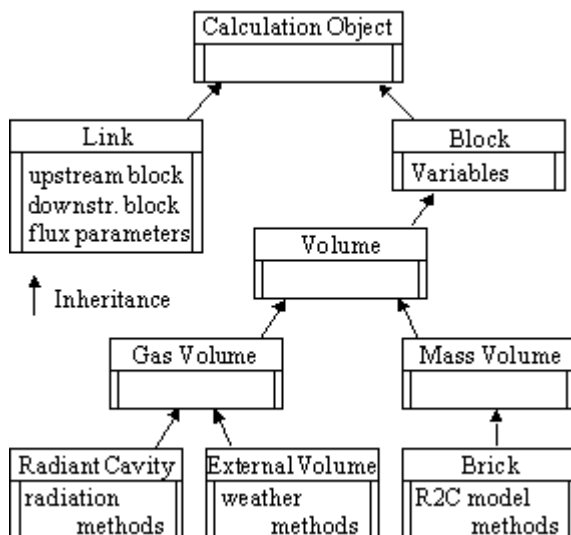 Calculation Object
Link
upstream block
downstr. block
flux parameters
Block
Variables
Volume
Inheritance
Gas Volume
Mass Volume
Radiant Cavity
radiation
methods
External Volume
weather
methods
Brick
R2C model
methods